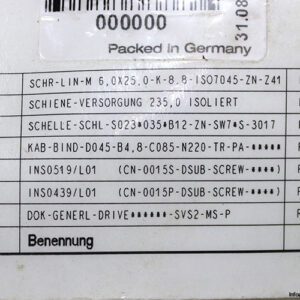 000000
Packed in Germany
31.08
SCHR-LIN-M 6,0X25,0-K-8.8-ISO7045-ZN-Z41
SCHIENE-VERSORGUNG 235,0 ISOLIERT
SCHELLE-SCHL-S023*035*B12-ZN-SW7*S-3017
KAB-BIND-D045-B4,8-C085-N220-TR-PA-*****
INS0519/L01 (CN-0015S-DSUB-SCREW-****
INS0439/L01 (CN-0015P-DSUB-SCREW-****
DOK-GENERL-DRIVE******-SVS2-MS-P
Benennung